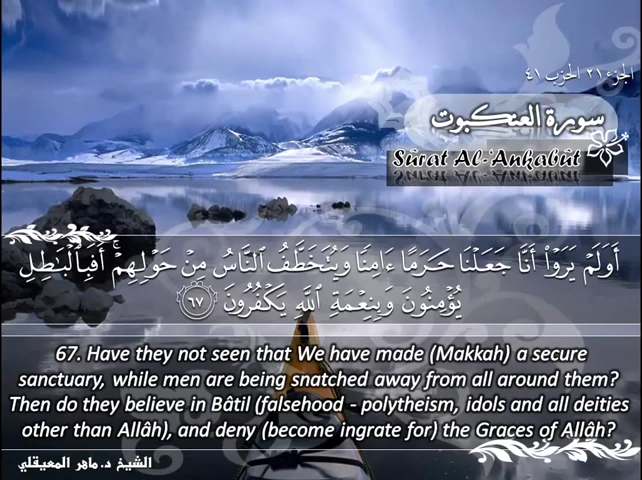 الجزء ٢١ الحزب ٤١
سورة العنكبوت
Sûrat Al-'Ankabût
أَوَلَمْ يَرَوْا۟ أَنَّا جَعَلْنَا حَرَمًا ءَامِنًا وَيُتَخَطَّفُ ٱلنَّاسُ مِنْ حَوْلِهِمْ ۚ أَفَبِٱلْبَٰطِلِ
يُؤْمِنُونَ وَبِنِعْمَةِ ٱللَّهِ يَكْفُرُونَ ٦٧
67. Have they not seen that We have made (Makkah) a secure
sanctuary, while men are being snatched away from all around them?
Then do they believe in Bâtil (falsehood - polytheism, idols and all deities
other than Allâh), and deny (become ingrate for) the Graces of Allâh?
الشيخ د. ماهر المعيقلي